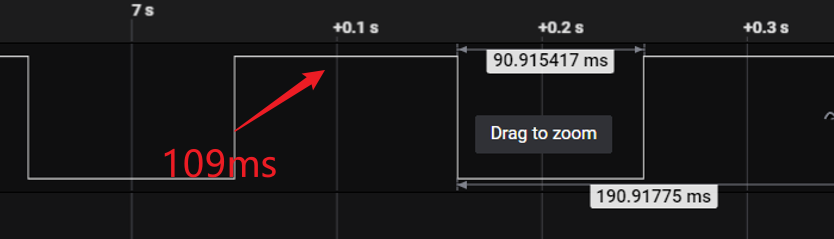 7 s
+0.1 s
+0.2 s
+0.3 s
90.915417 ms
Drag to zoom
109ms
190.91775 ms